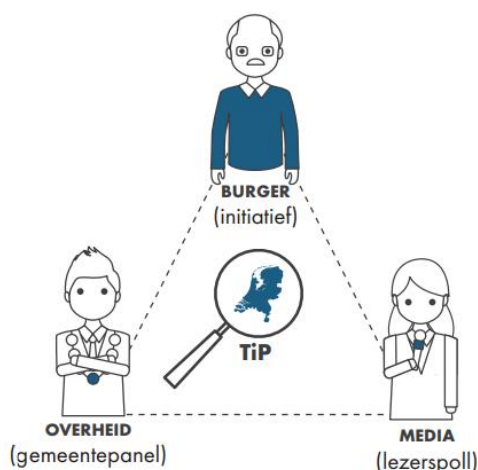 BURGER
(initiatief)
TiP
OVERHEID
(gemeentepanel)
MEDIA
(lezerspoll)